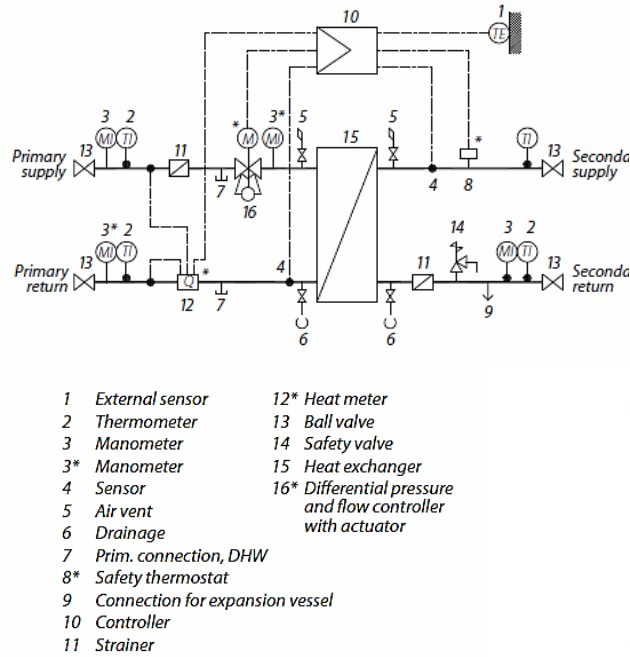 1
10
TE
3 2 * M 3* MI 5 5 * TI
MI TI 11 15
Primary supply 13 7 16 4 8 13 Seconda supply
3* 2 14 3 2
MI TI 4 11 MI TI
Primary return 13 Q * 7 13 Seconda return
12 6 6 9
1 External sensor
2 Thermometer
3 Manometer
3* Manometer
4 Sensor
5 Air vent
6 Drainage
7 Prim. connection, DHW
8* Safety thermostat
9 Connection for expansion vessel
10 Controller
11 Strainer
12* Heat meter
13 Ball valve
14 Safety valve
15 Heat exchanger
16* Differential pressure
and flow controller
with actuator